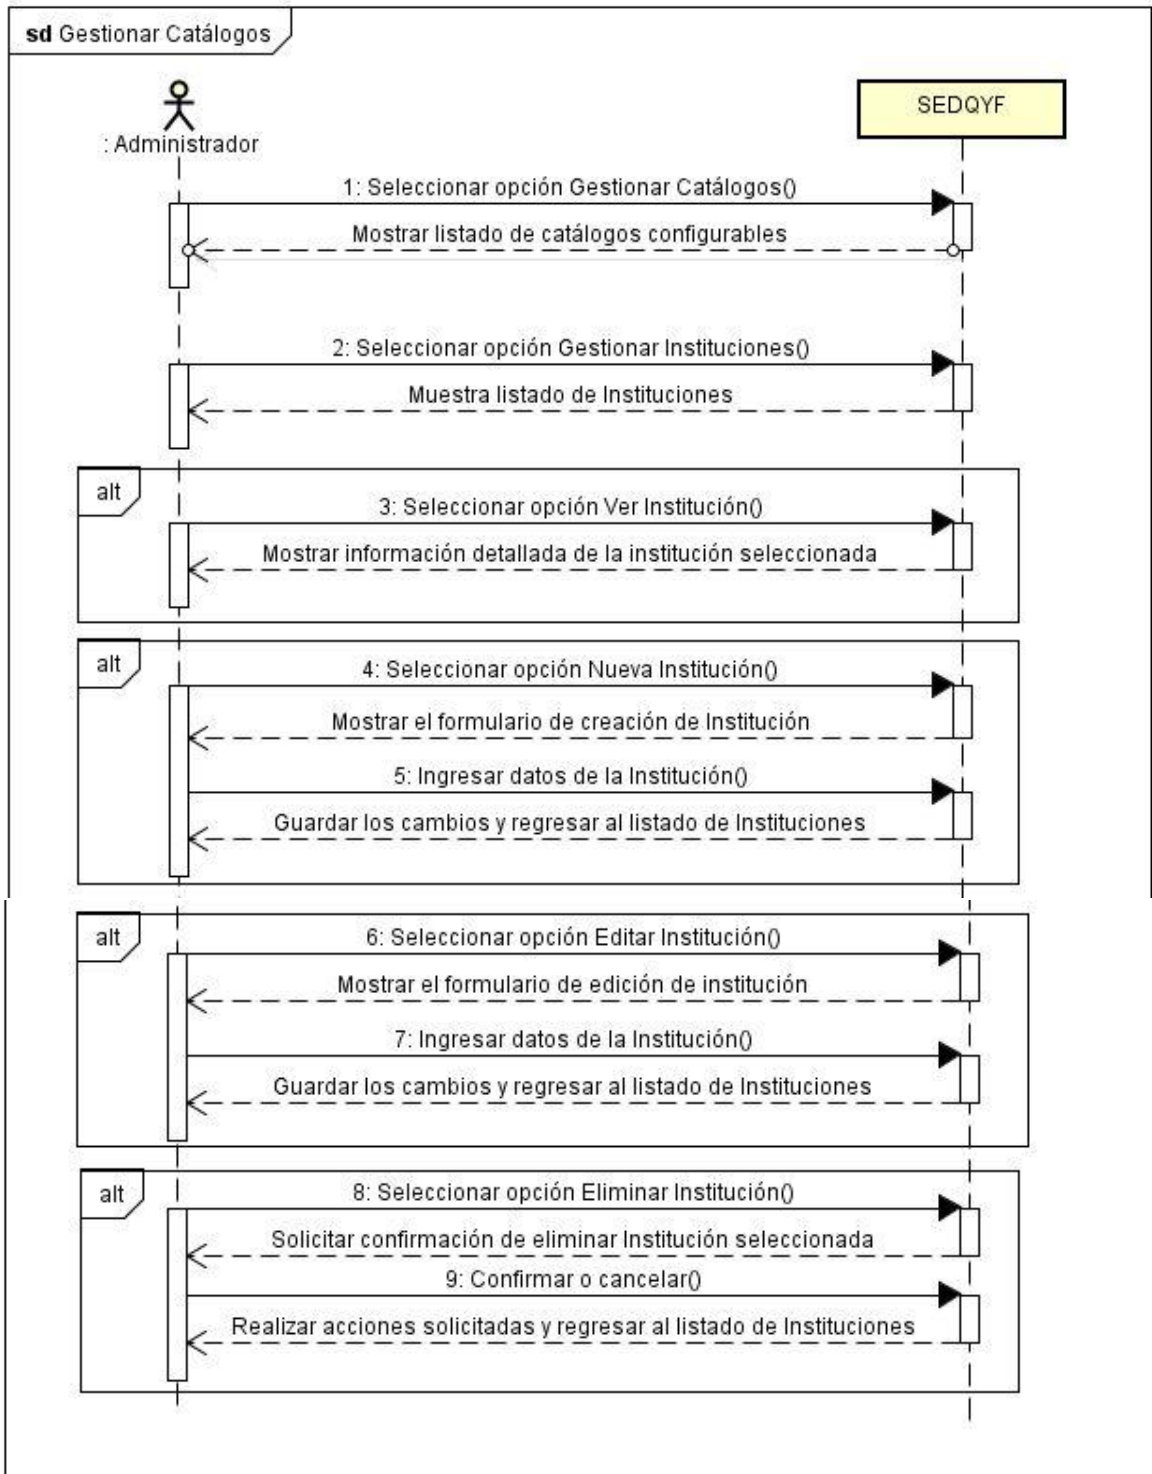 sd Gestionar Catálogos
: Administrador
SEDQYF
1: Seleccionar opción Gestionar Catálogos()
Mostrar listado de catálogos configurables
2: Seleccionar opción Gestionar Instituciones()
Muestra listado de Instituciones
alt
3: Seleccionar opción Ver Institución()
Mostrar información detallada de la institución seleccionada
alt
4: Seleccionar opción Nueva Institución()
Mostrar el formulario de creación de Institución
5: Ingresar datos de la Institución()
Guardar los cambios y regresar al listado de Instituciones
alt
6: Seleccionar opción Editar Institución()
Mostrar el formulario de edición de institución
7: Ingresar datos de la Institución()
Guardar los cambios y regresar al listado de Instituciones
alt
8: Seleccionar opción Eliminar Institución()
Solicitar confirmación de eliminar Institución seleccionada
9: Confirmar o cancelar()
Realizar acciones solicitadas y regresar al listado de Instituciones